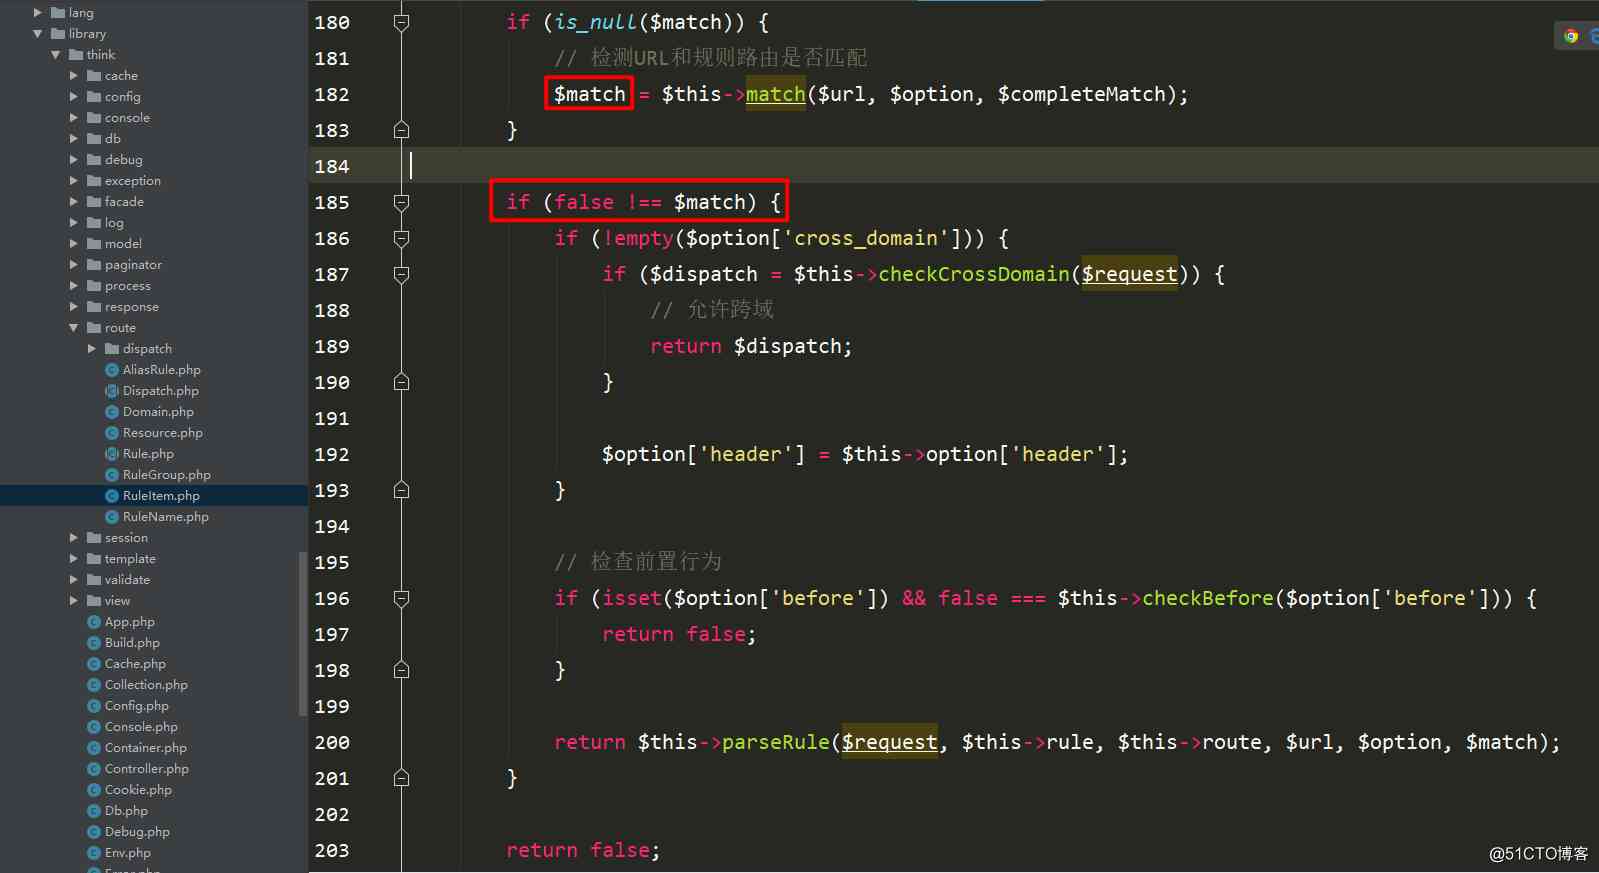 lang
library
think
cache
config
console
db
debug
exception
facade
log
model
paginator
process
response
route
dispatch
AliasRule.php
Dispatch.php
Domain.php
Resource.php
Rule.php
RuleGroup.php
RuleItem.php
RuleName.php
session
template
validate
view
App.php
Build.php
Cache.php
Collection.php
Config.php
Console.php
Container.php
Controller.php
Cookie.php
Db.php
Debug.php
Env.php
Error.php
180 if (is_null($match)) {
181 // 检测URL和规则路由是否匹配
182 $match = $this->match($url, $option, $completeMatch);
183 }
184
185 if (false !== $match) {
186 if (!empty($option['cross_domain'])) {
187 if ($dispatch = $this->checkCrossDomain($request)) {
188 // 允许跨域
189 return $dispatch;
190 }
191
192 $option['header'] = $this->option['header'];
193 }
194
195 // 检查前置行为
196 if (isset($option['before']) && false === $this->checkBefore($option['before'])) {
197 return false;
198 }
199
200 return $this->parseRule($request, $this->rule, $this->route, $url, $option, $match);
201 }
202
203 return false;
@51CTO博客